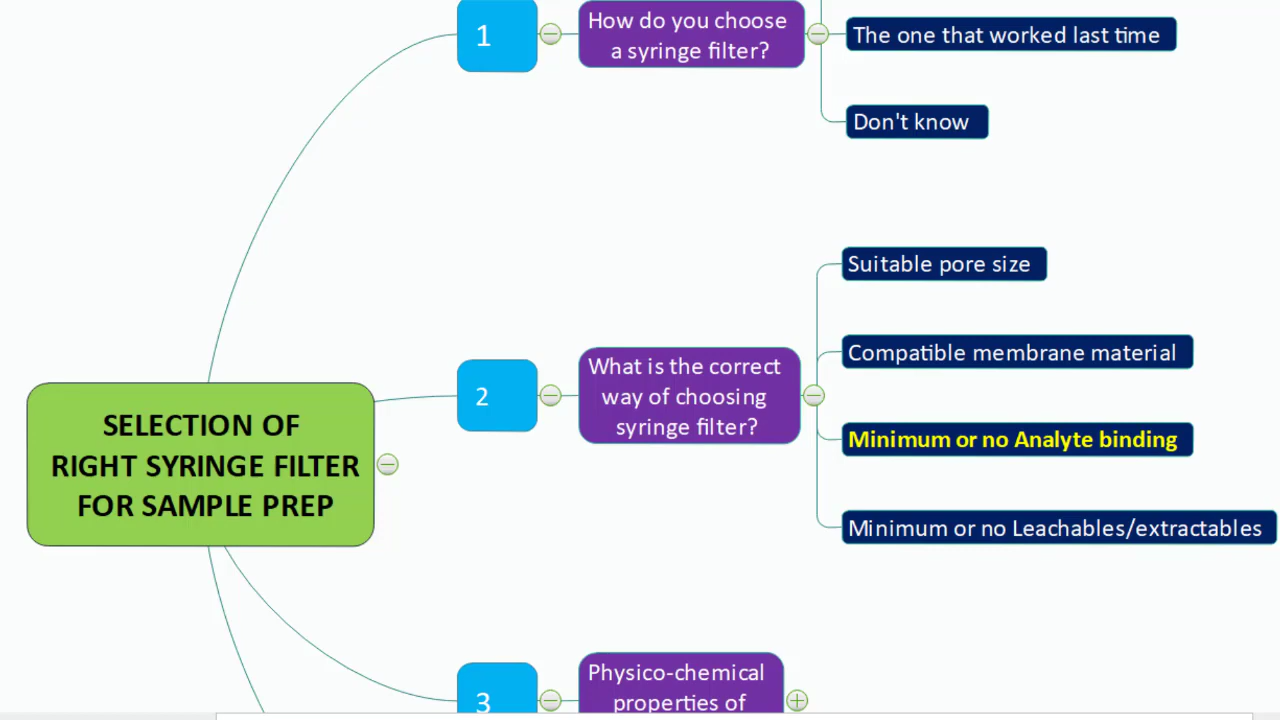 1
How do you choose
a syringe filter?
The one that worked last time
Don't know
SELECTION OF
RIGHT SYRINGE FILTER
FOR SAMPLE PREP
2
What is the correct
way of choosing
syringe filter?
Suitable pore size
Compatible membrane material
Minimum or no Analyte binding
Minimum or no Leachables/extractables
3
Physico-chemical
properties of